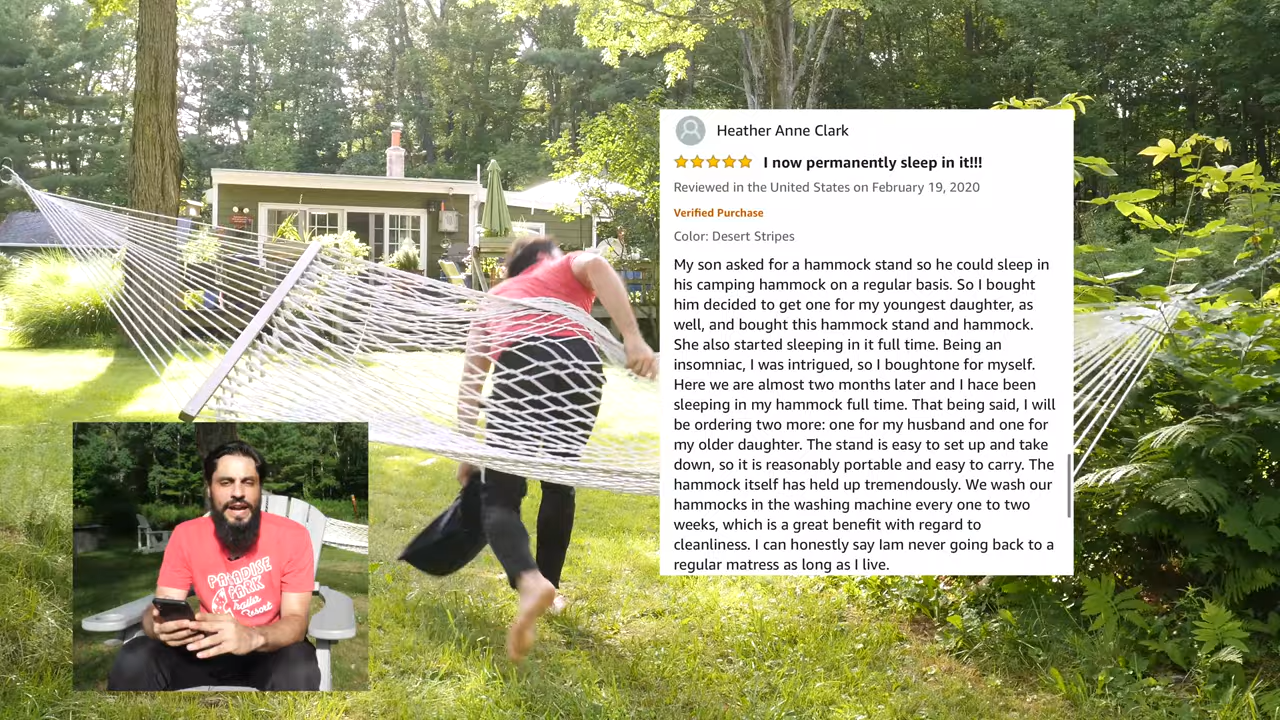 Heather Anne Clark
I now permanently sleep in it!!!
Reviewed in the United States on February 19, 2020
Verified Purchase
Color: Desert Stripes
My son asked for a hammock stand so he could sleep in
his camping hammock on a regular basis. So I bought
him decided to get one for my youngest daughter, as
well, and bought this hammock stand and hammock.
She also started sleeping in it full time. Being an
insomniac, I was intrigued, so I boughtone for myself.
Here we are almost two months later and I hace been
sleeping in my hammock full time. That being said, I will
be ordering two more: one for my husband and one for
my older daughter. The stand is easy to set up and take
down, so it is reasonably portable and easy to carry. The
hammock itself has held up tremendously. We wash our
hammocks in the washing machine every one to two
weeks, which is a great benefit with regard to
cleanliness. I can honestly say Iam never going back to a
regular matress as long as I live.
PARADISE
PARK
Trailer
Resort